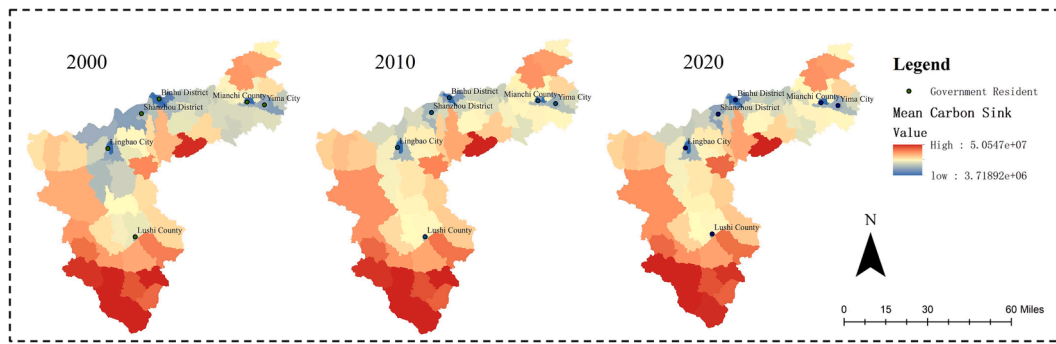 2000
Binhu District
Mianchi County
Shanzhou District
Yima City
Lingbao City
Lushi County
2010
Binhu District
Mianchi County
Shanzhou District
Yima City
Lingbao City
Lushi County
2020
Binhu District
Mianchi County
Shanzhou District
Yima City
Lingbao City
Lushi County
Legend
Government Resident
Mean Carbon Sink
Value
High : 5.0547e+07
low : 3.71892e+06
N
0 15 30 60 Miles